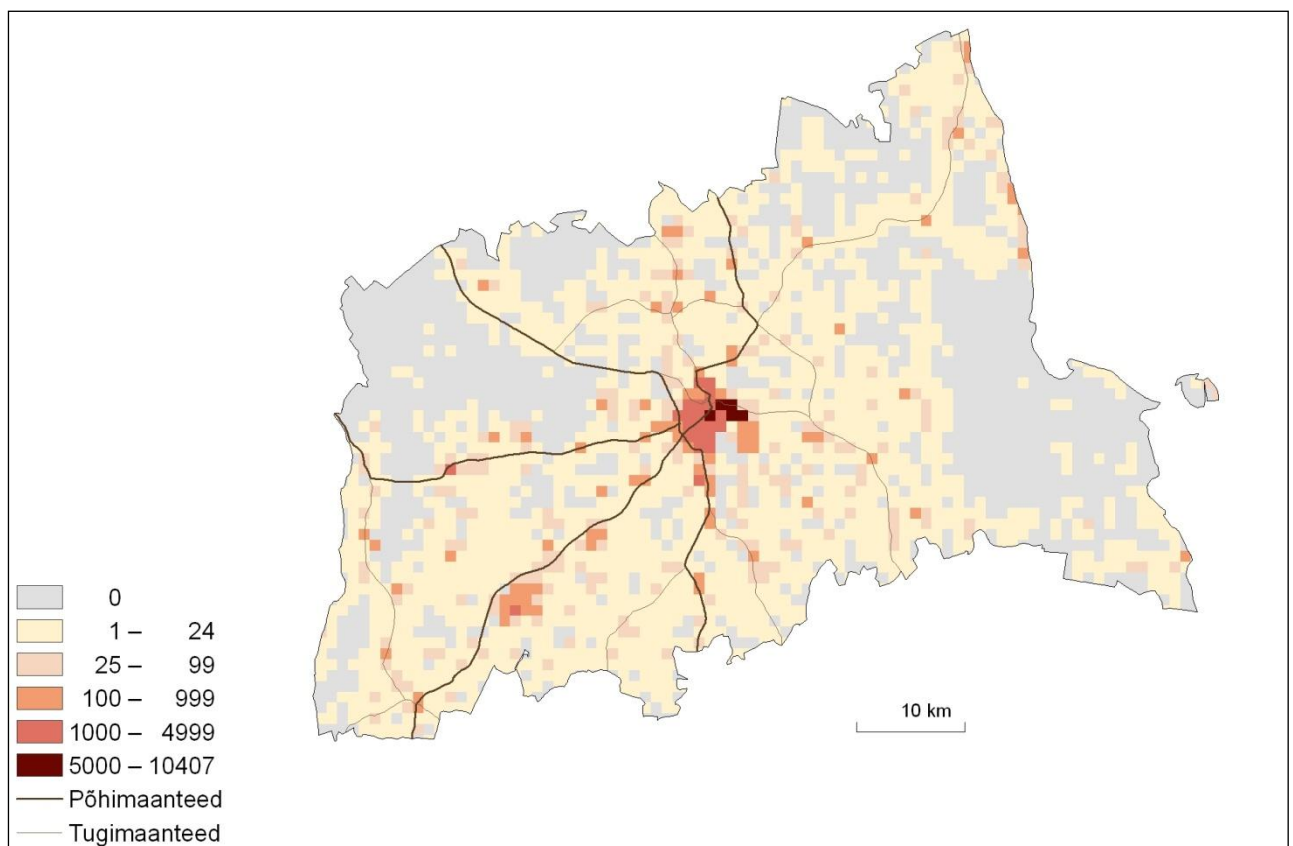 0
1 – 24
25 – 99
100 – 999
1000 – 4999
5000 – 10407
Põhimaanteed
Tugimaanteed
10 km